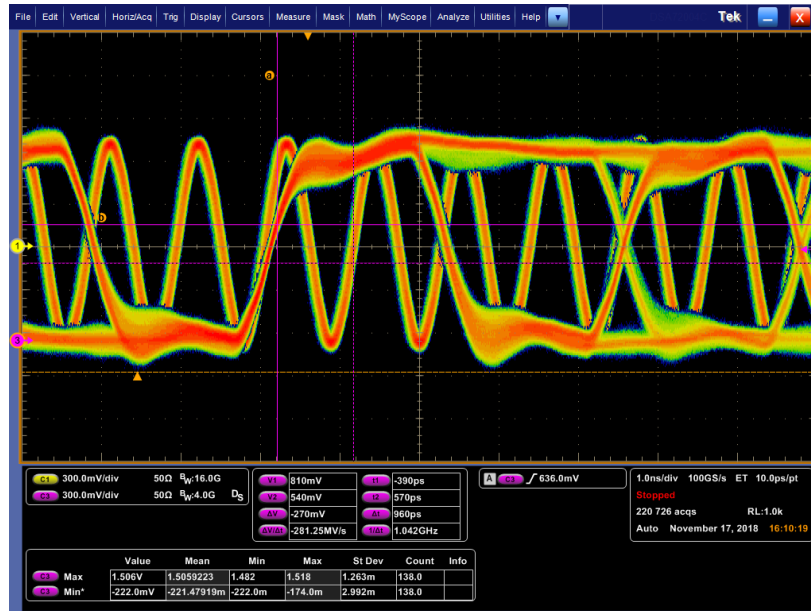 File Edit Vertical Horiz/Acq Trig Display Cursors Measure Mask Math MyScope Analyze Utilities Help Tek X
a
b
1
3
C1 300.0mV/div 50Ω BW:16.0G
C3 300.0mV/div 50Ω BW:4.0G DS
V1 810mV t1 -390ps
V2 540mV t2 570ps
ΔV -270mV Δt 960ps
ΔV/Δt -281.25MV/s 1/Δt 1.042GHz
A C3 636.0mV
1.0ns/div 100GS/s ET 10.0ps/pt
Stopped
220 726 acqs RL:1.0k
Auto November 17, 2018 16:10:19
Value Mean Min Max St Dev Count Info
C3 Max 1.506V 1.5059223 1.482 1.518 1.263m 138.0
C3 Min* -222.0mV -221.47919m -222.0m -174.0m 2.992m 138.0